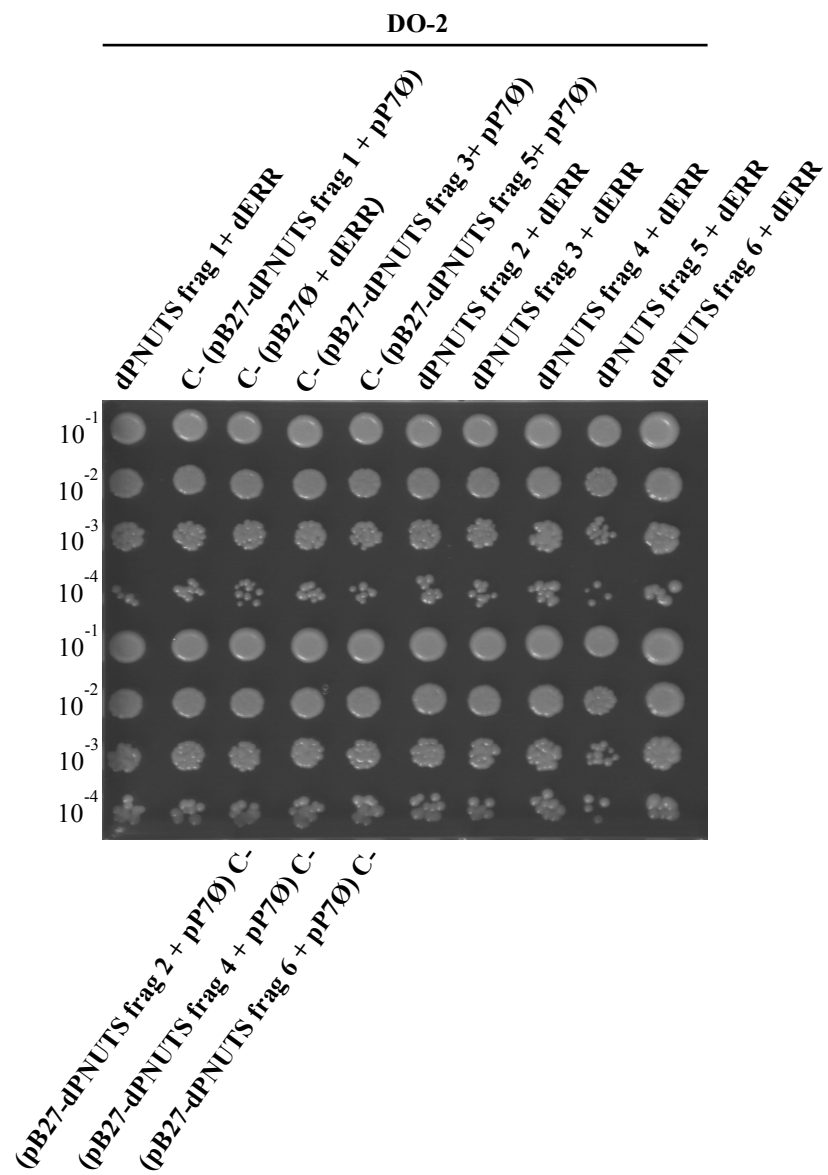 DO-2
dPNUTS frag 1+ dERR
C- (pB27-dPNUTS frag 1 + pP7Ø)
C- (pB27Ø + dERR)
C- (pB27-dPNUTS frag 3+ pP7Ø)
C- (pB27-dPNUTS frag 5+ pP7Ø)
dPNUTS frag 2 + dERR
dPNUTS frag 3 + dERR
dPNUTS frag 4 + dERR
dPNUTS frag 5 + dERR
dPNUTS frag 6 + dERR
10-1
10-2
10-3
10-4
10-1
10-2
10-3
10-4
(pB27-dPNUTS frag 2 + pP7Ø) C-
(pB27-dPNUTS frag 4 + pP7Ø) C-
(pB27-dPNUTS frag 6 + pP7Ø) C-